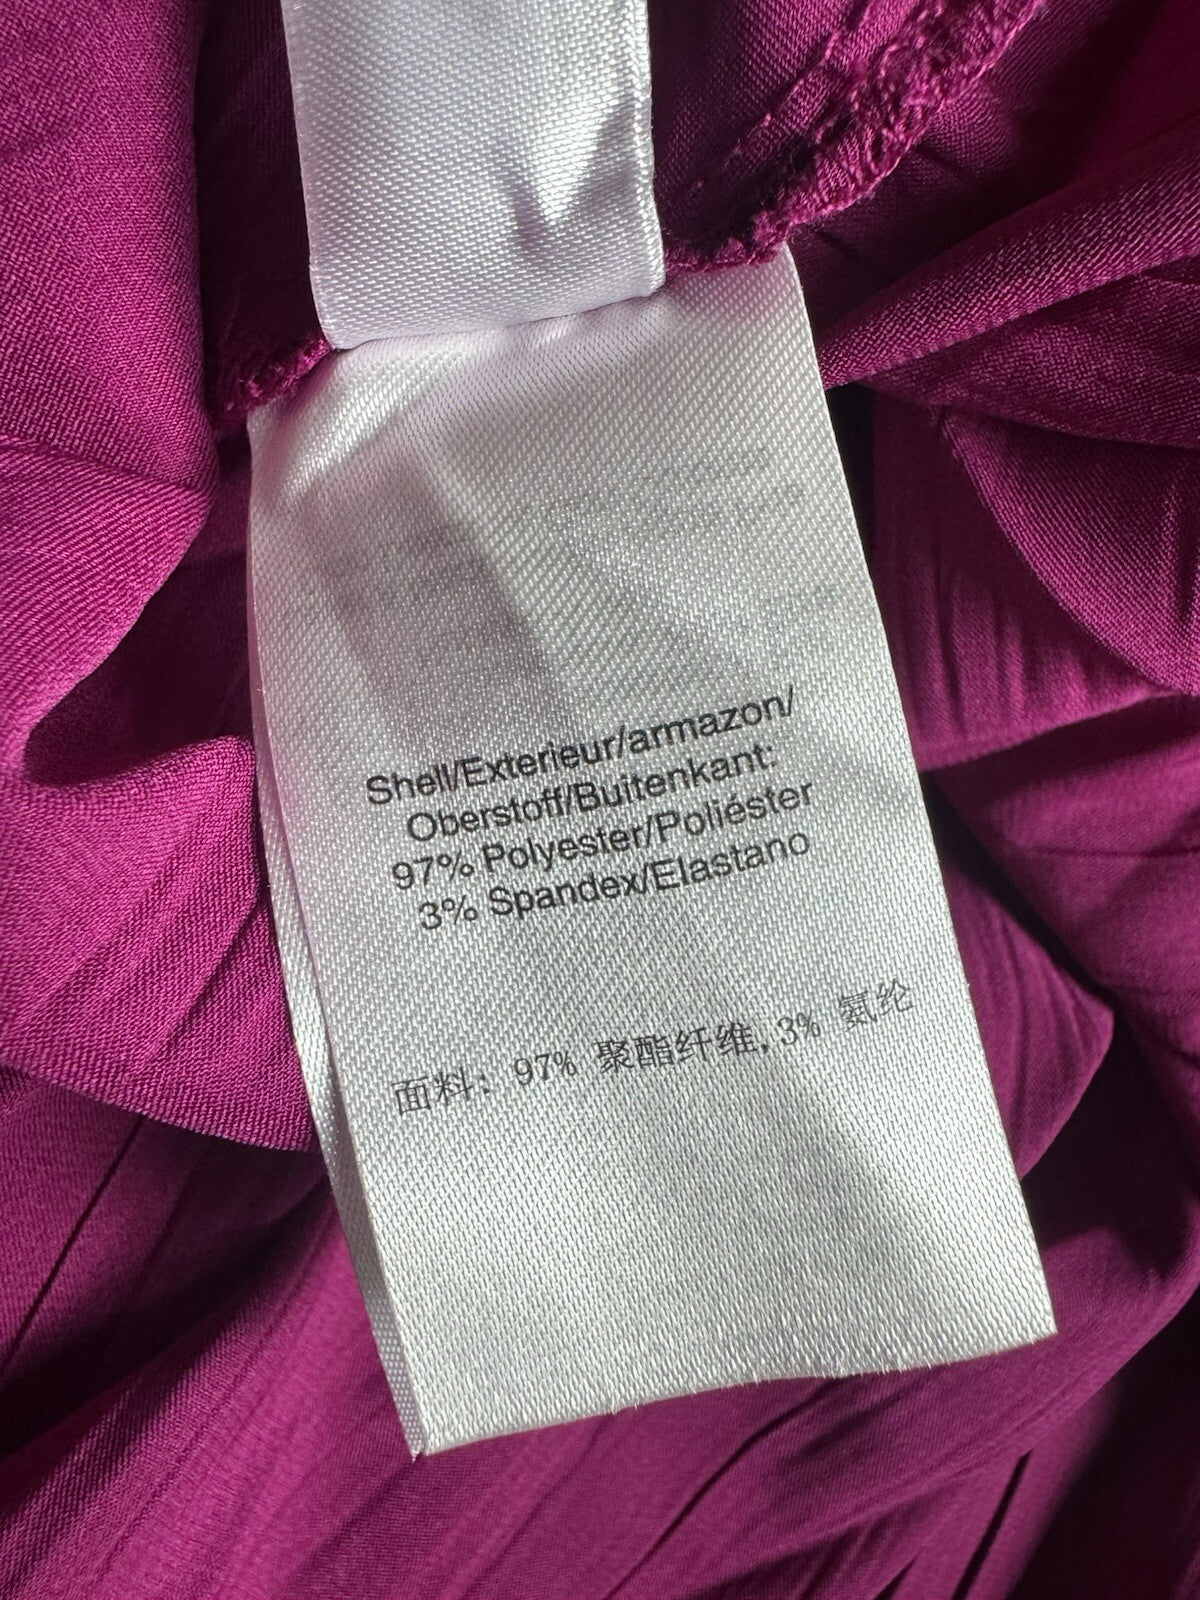 Shell/Exterieur/armazon/
Oberstoff/Buitenkant:
97% Polyester/Poliéster
3% Spandex/Elastano
面料: 97% 聚酯纤维, 3% 氨纶